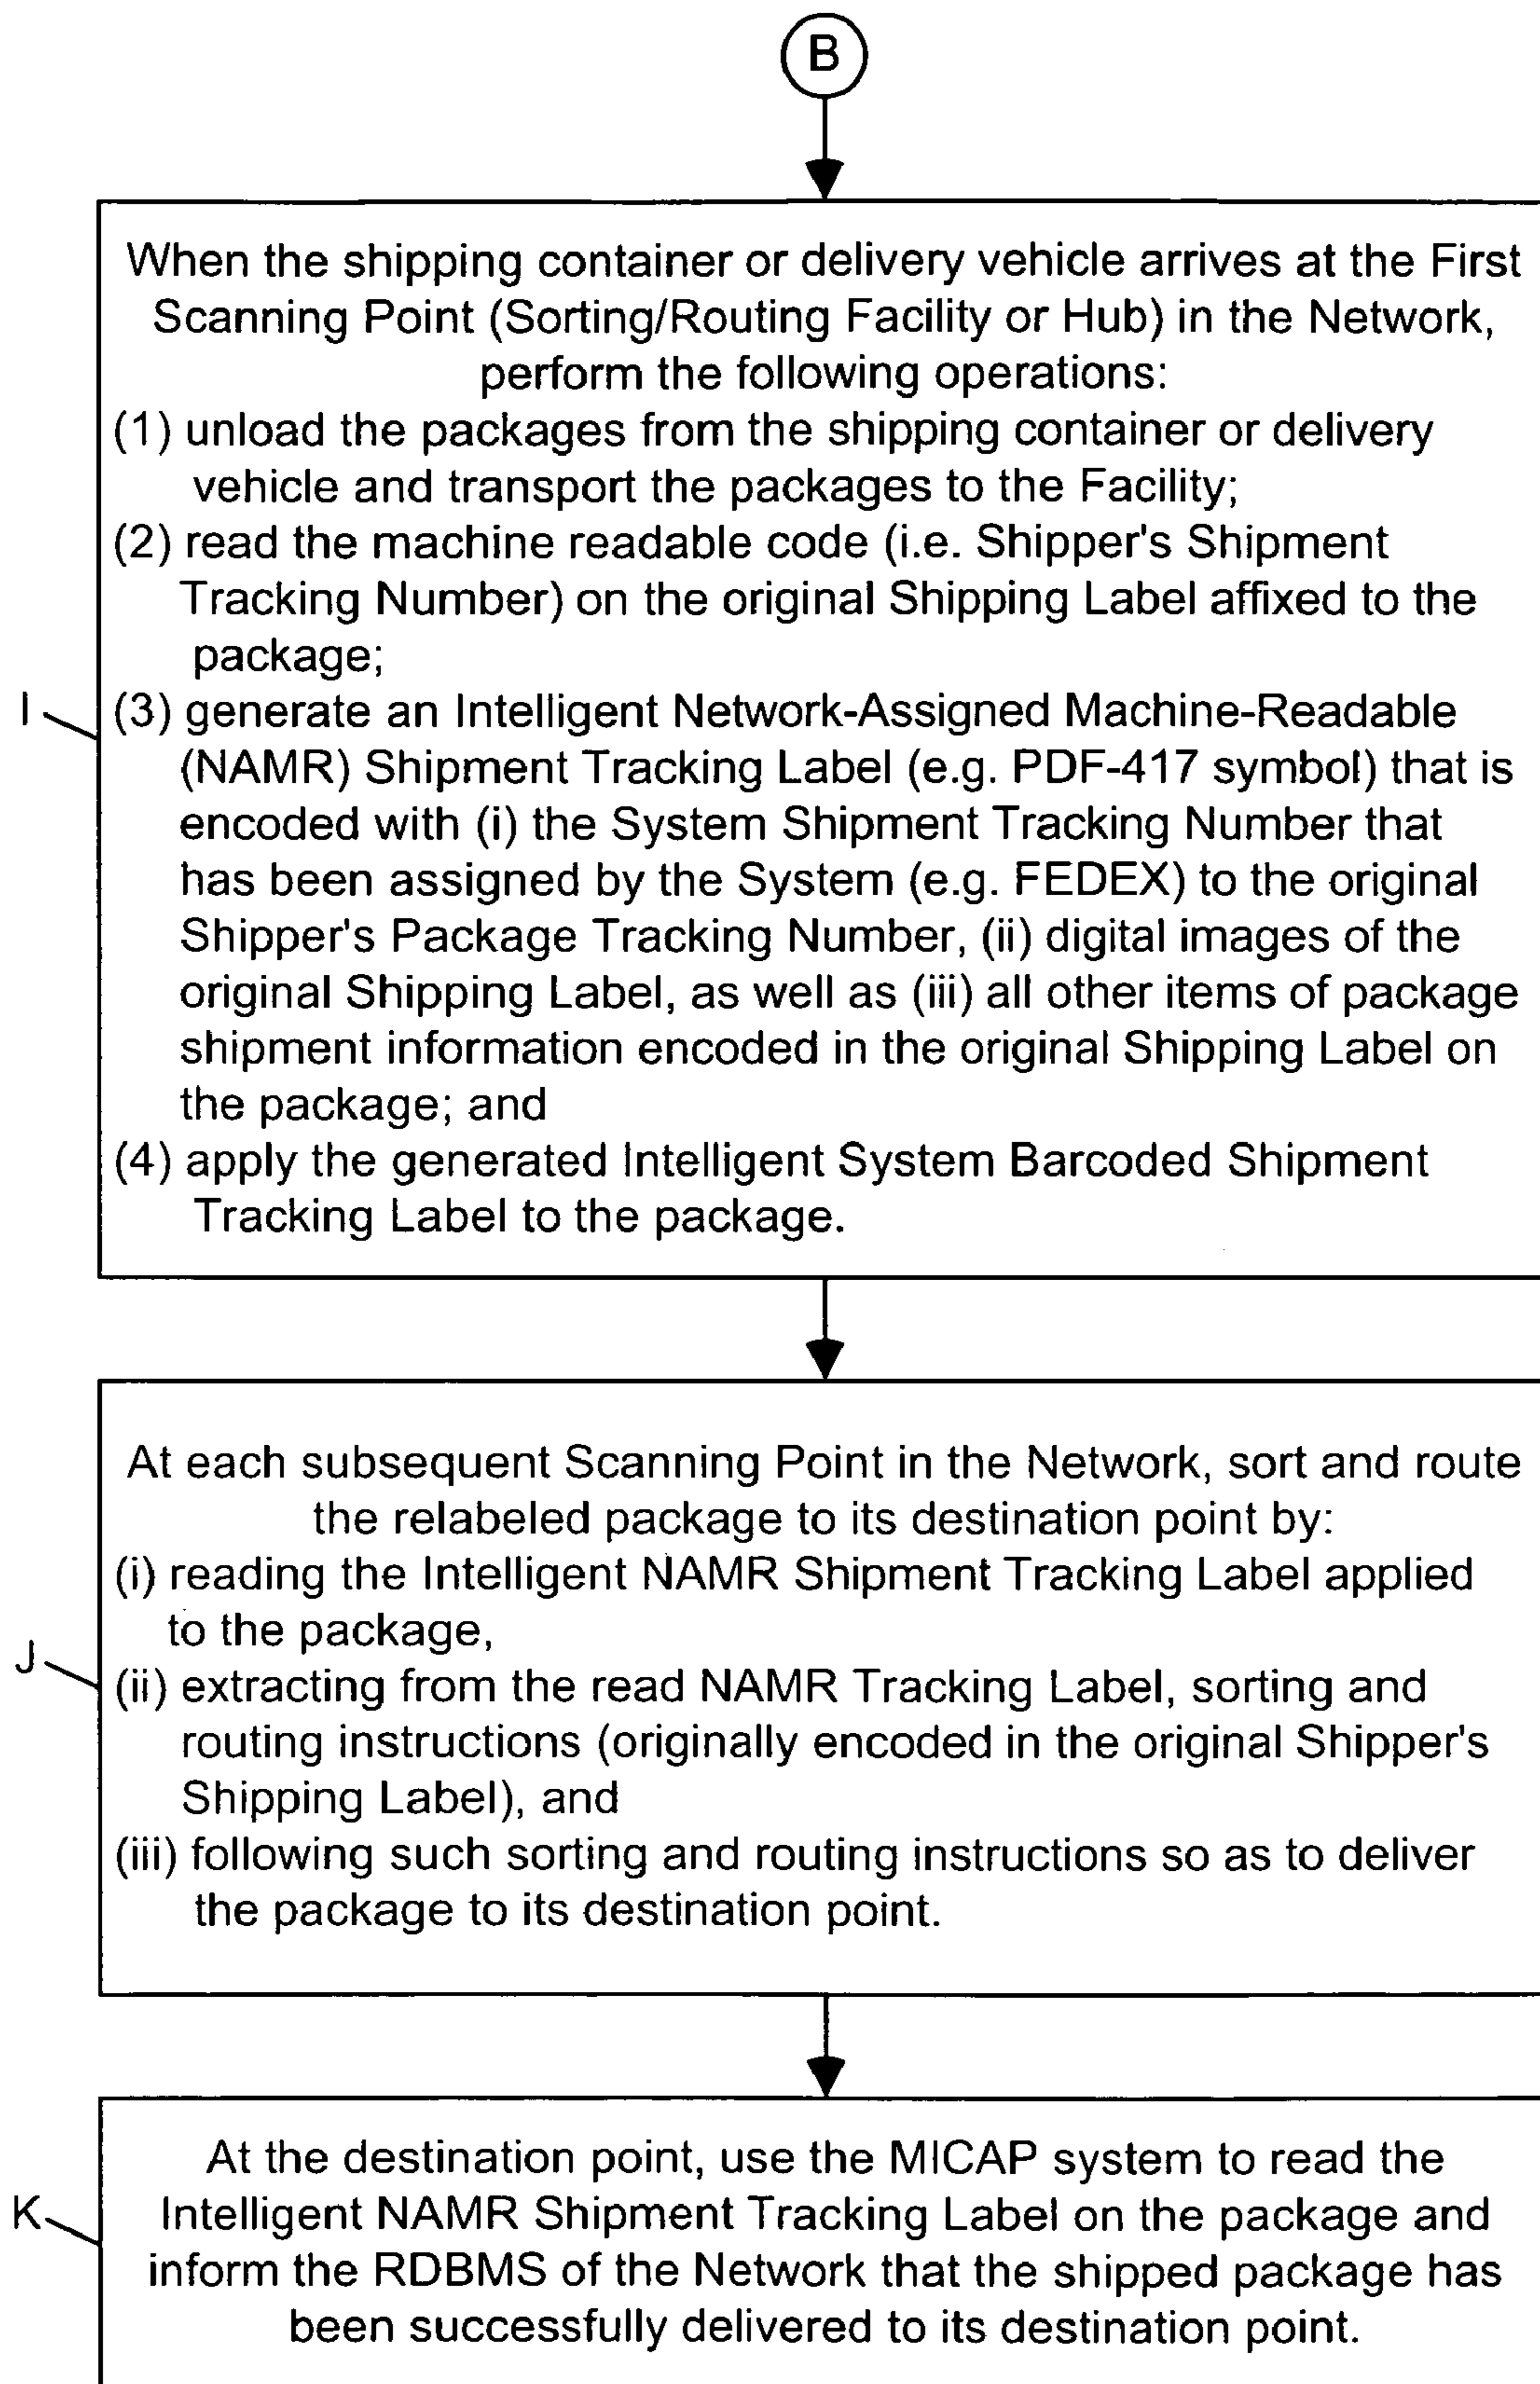 B
When the shipping container or delivery vehicle arrives at the First
Scanning Point (Sorting/Routing Facility or Hub) in the Network,
perform the following operations:
(1) unload the packages from the shipping container or delivery
vehicle and transport the packages to the Facility;
(2) read the machine readable code (i.e. Shipper's Shipment
Tracking Number) on the original Shipping Label affixed to the
package;
I
(3) generate an Intelligent Network-Assigned Machine-Readable
(NAMR) Shipment Tracking Label (e.g. PDF-417 symbol) that is
encoded with (i) the System Shipment Tracking Number that
has been assigned by the System (e.g. FEDEX) to the original
Shipper's Package Tracking Number, (ii) digital images of the
original Shipping Label, as well as (iii) all other items of package
shipment information encoded in the original Shipping Label on
the package; and
(4) apply the generated Intelligent System Barcoded Shipment
Tracking Label to the package.
At each subsequent Scanning Point in the Network, sort and route
the relabeled package to its destination point by:
(i) reading the Intelligent NAMR Shipment Tracking Label applied
to the package,
J
(ii) extracting from the read NAMR Tracking Label, sorting and
routing instructions (originally encoded in the original Shipper's
Shipping Label), and
(iii) following such sorting and routing instructions so as to deliver
the package to its destination point.
At the destination point, use the MICAP system to read the
K
Intelligent NAMR Shipment Tracking Label on the package and
inform the RDBMS of the Network that the shipped package has
been successfully delivered to its destination point.